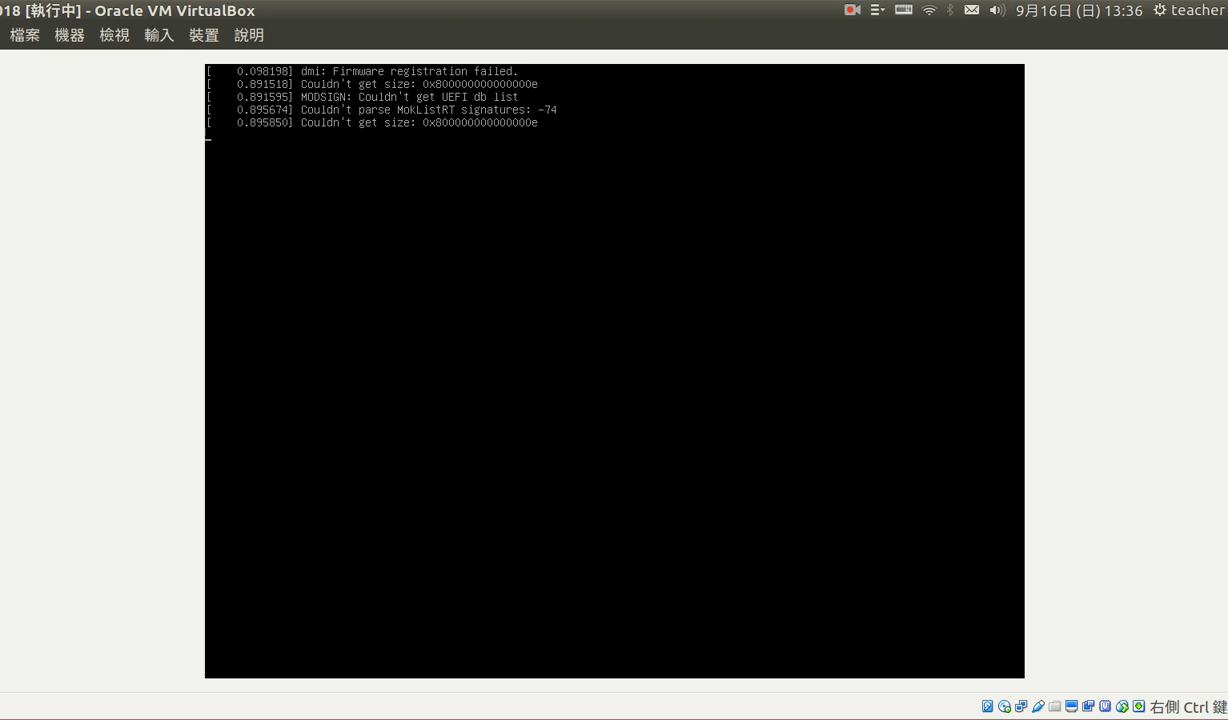 018 [執行中] - Oracle VM VirtualBox
9月16日 (日) 13:36 teacher
檔案 機器 檢視 輸入 裝置 說明
[    0.098198] dmi: Firmware registration failed.
[    0.891518] Couldn't get size: 0x800000000000000e
[    0.891595] MODSIGN: Couldn't get UEFI db list
[    0.895674] Couldn't parse MokListRT signatures: -74
[    0.895850] Couldn't get size: 0x800000000000000e
右側 Ctrl 鍵